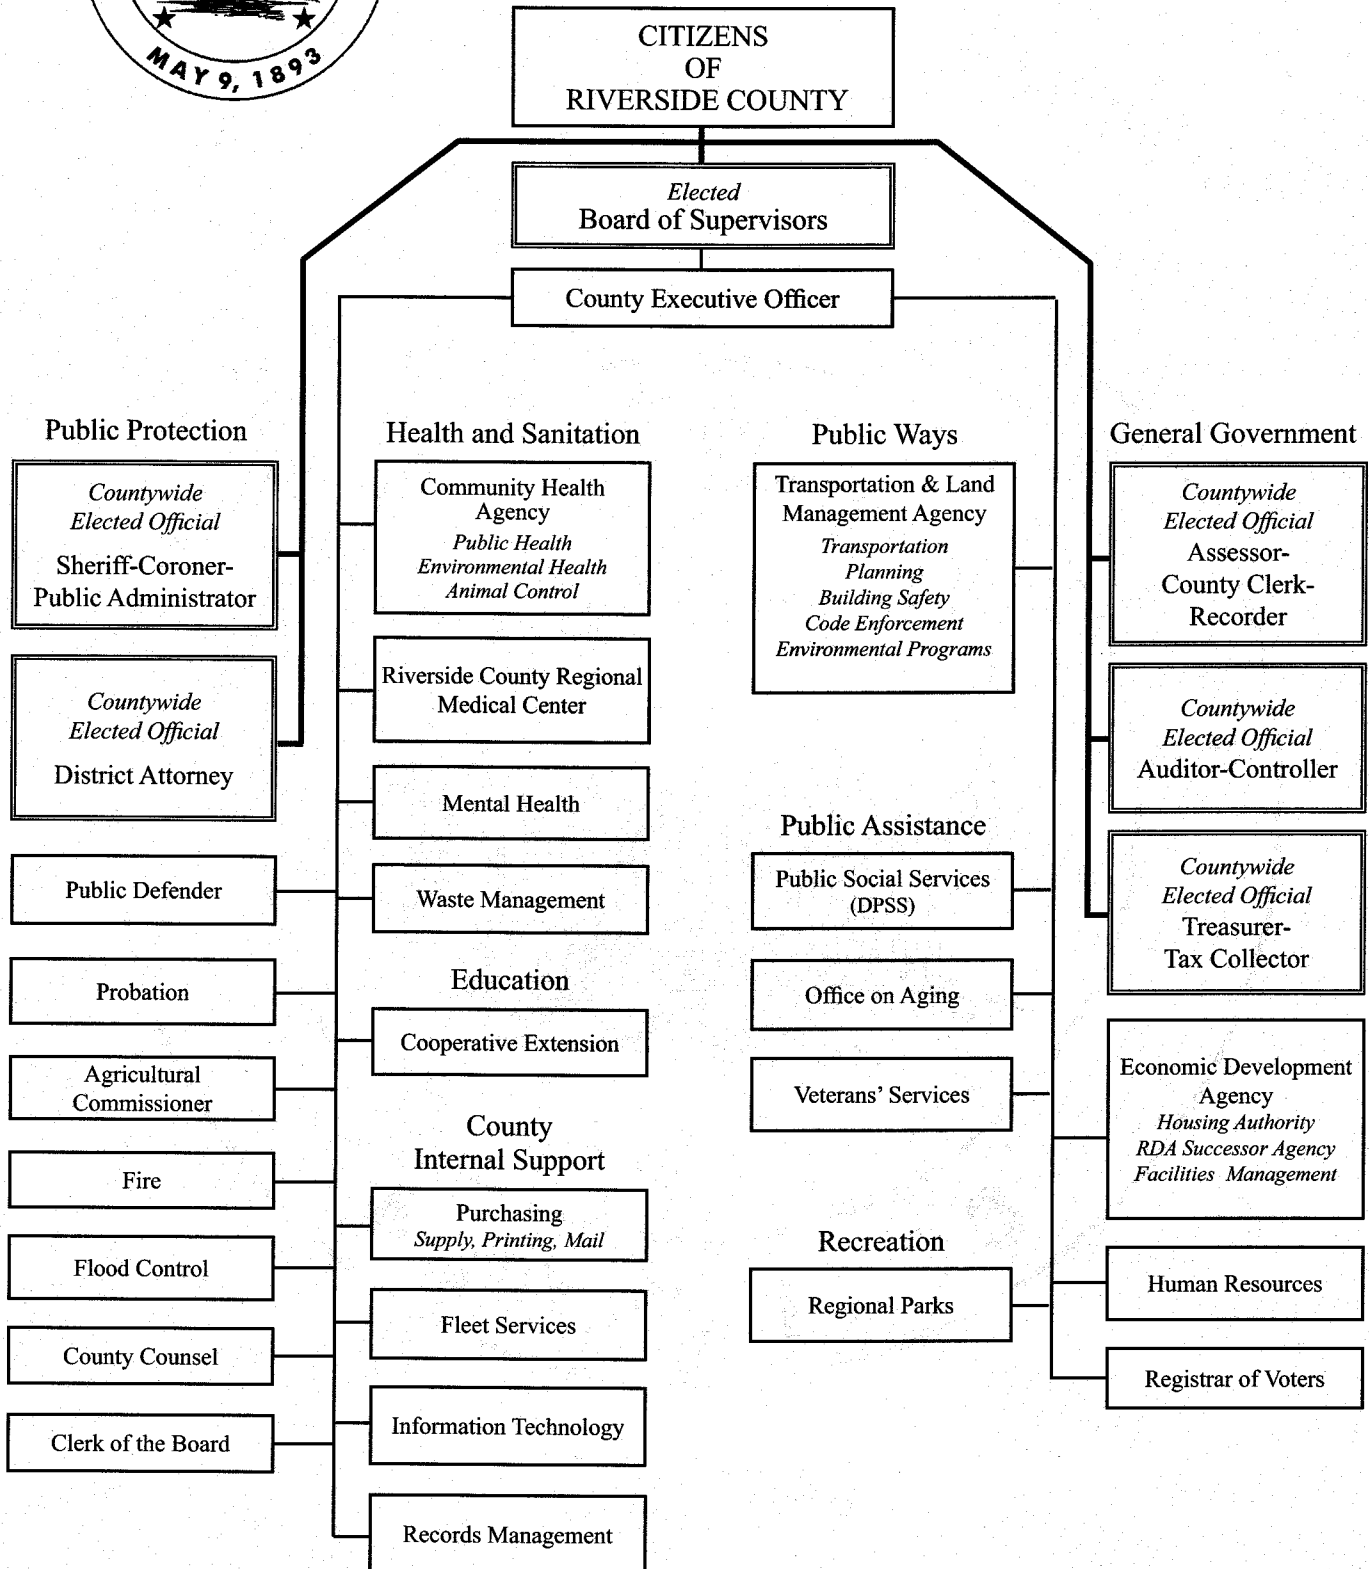 MAY 9, 1893
CITIZENS
OF
RIVERSIDE COUNTY
Elected
Board of Supervisors
County Executive Officer
Public Protection
Countywide
Elected Official
Sheriff-Coroner-
Public Administrator
Countywide
Elected Official
District Attorney
Public Defender
Probation
Agricultural
Commissioner
Fire
Flood Control
County Counsel
Clerk of the Board
Health and Sanitation
Community Health
Agency
Public Health
Environmental Health
Animal Control
Riverside County Regional
Medical Center
Mental Health
Waste Management
Education
Cooperative Extension
County
Internal Support
Purchasing
Supply, Printing, Mail
Fleet Services
Information Technology
Records Management
Public Ways
Transportation & Land
Management Agency
Transportation
Planning
Building Safety
Code Enforcement
Environmental Programs
Public Assistance
Public Social Services
(DPSS)
Office on Aging
Veterans' Services
Recreation
Regional Parks
General Government
Countywide
Elected Official
Assessor-
County Clerk-
Recorder
Countywide
Elected Official
Auditor-Controller
Countywide
Elected Official
Treasurer-
Tax Collector
Economic Development
Agency
Housing Authority
RDA Successor Agency
Facilities Management
Human Resources
Registrar of Voters